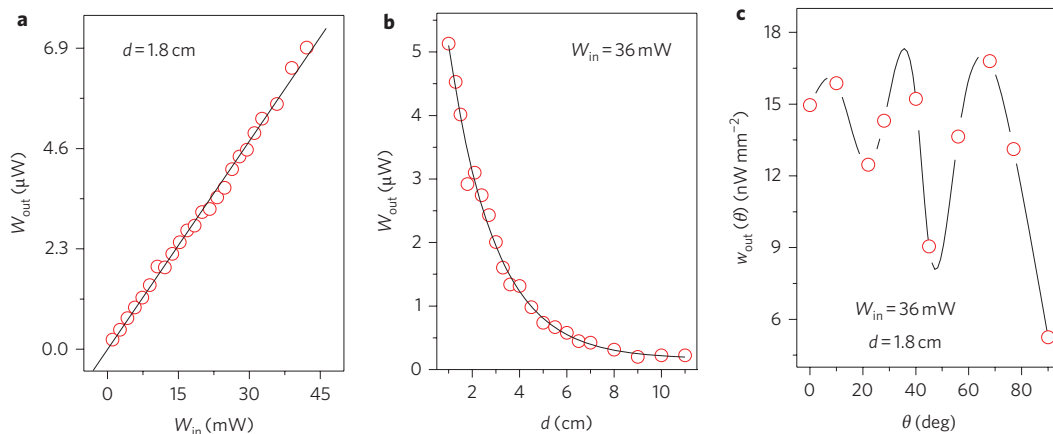 a
d = 1.8 cm
6.9
4.6
2.3
0.0
W_out (μW)
0
15
30
45
W_in (mW)
b
W_in = 36 mW
5
4
3
2
1
0
W_out (μW)
2
4
6
8
10
d (cm)
c
18
15
12
9
6
w_out (θ) (nW mm⁻²)
W_in = 36 mW
d = 1.8 cm
0
20
40
60
80
θ (deg)